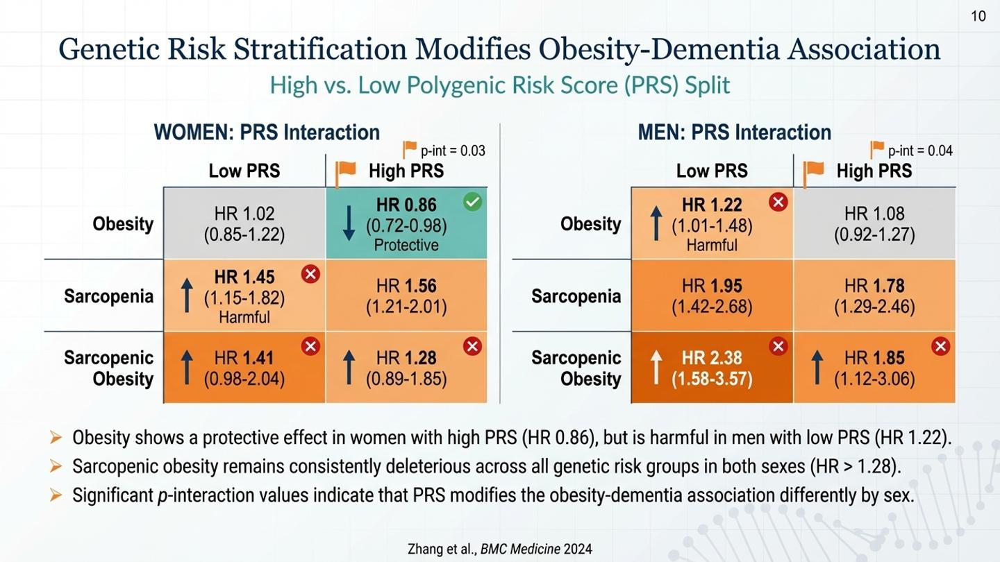 10
Genetic Risk Stratification Modifies Obesity-Dementia Association
High vs. Low Polygenic Risk Score (PRS) Split
WOMEN: PRS Interaction
p-int = 0.03
Low PRS
High PRS
Obesity
HR 1.02
(0.85-1.22)
HR 0.86
(0.72-0.98)
Protective
Sarcopenia
HR 1.45
(1.15-1.82)
Harmful
HR 1.56
(1.21-2.01)
Sarcopenic
Obesity
HR 1.41
(0.98-2.04)
HR 1.28
(0.89-1.85)
MEN: PRS Interaction
p-int = 0.04
Low PRS
High PRS
Obesity
HR 1.22
(1.01-1.48)
Harmful
HR 1.08
(0.92-1.27)
Sarcopenia
HR 1.95
(1.42-2.68)
HR 1.78
(1.29-2.46)
Sarcopenic
Obesity
HR 2.38
(1.58-3.57)
HR 1.85
(1.12-3.06)
Obesity shows a protective effect in women with high PRS (HR 0.86), but is harmful in men with low PRS (HR 1.22).
Sarcopenic obesity remains consistently deleterious across all genetic risk groups in both sexes (HR > 1.28).
Significant p-interaction values indicate that PRS modifies the obesity-dementia association differently by sex.
Zhang et al., BMC Medicine 2024